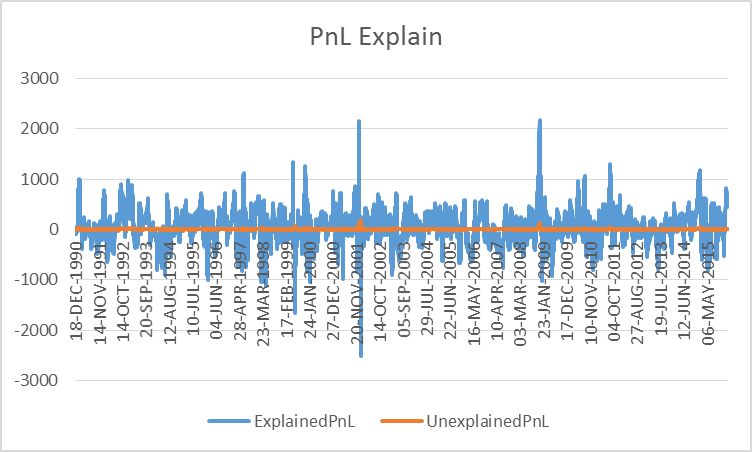 PnL Explain
3000
2000
1000
0
-1000
-2000
-3000
18-DEC-1990
14-NOV-1991
14-OCT-1992
20-SEP-1993
12-AUG-1994
10-JUL-1995
04-JUN-1996
28-APR-1997
23-MAR-1998
17-FEB-1999
24-JAN-2000
27-DEC-2000
20-NOV-2001
14-OCT-2002
05-SEP-2003
29-JUL-2004
22-JUN-2005
16-MAY-2006
10-APR-2007
03-MAR-2008
23-JAN-2009
17-DEC-2009
10-NOV-2010
04-OCT-2011
27-AUG-2012
19-JUL-2013
12-JUN-2014
06-MAY-2015
ExplainedPnL UnexplainedPnL